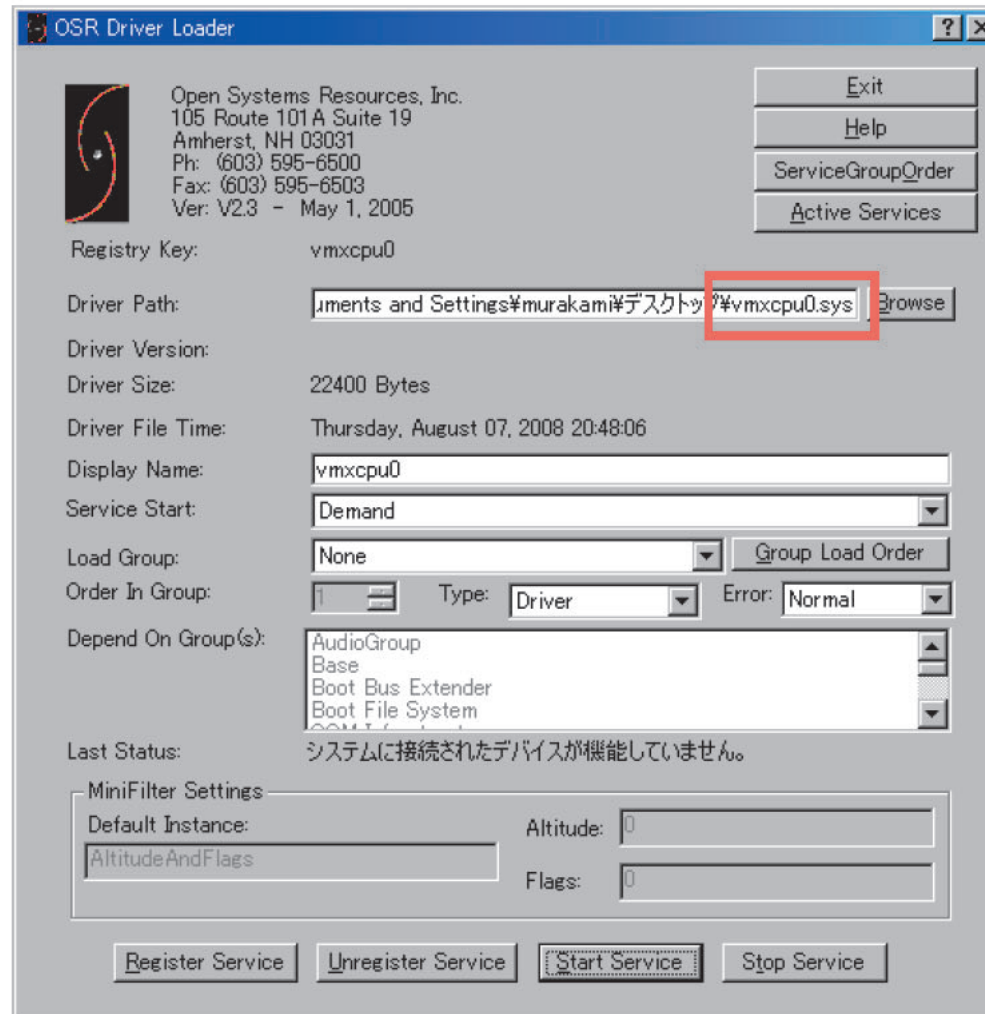 OSR Driver Loader
Open Systems Resources, Inc.
105 Route 101A Suite 19
Amherst, NH 03031
Ph: (603) 595-6500
Fax: (603) 595-6503
Ver: V2.3 - May 1, 2005
Exit
Help
ServiceGroupOrder
Active Services
Registry Key: vmxcpu0
Driver Path: uments and Settings¥murakami¥デスクトップ¥vmxcpu0.sys Browse
Driver Version:
Driver Size: 22400 Bytes
Driver File Time: Thursday, August 07, 2008 20:48:06
Display Name: vmxcpu0
Service Start: Demand
Load Group: None Group Load Order
Order In Group: 1 Type: Driver Error: Normal
Depend On Group(s): AudioGroup
Base
Boot Bus Extender
Boot File System
Last Status: システムに接続されたデバイスが機能していません。
MiniFilter Settings
Default Instance: Altitude: 0
AltitudeAndFlags
Flags: 0
Register Service Unregister Service Start Service Stop Service